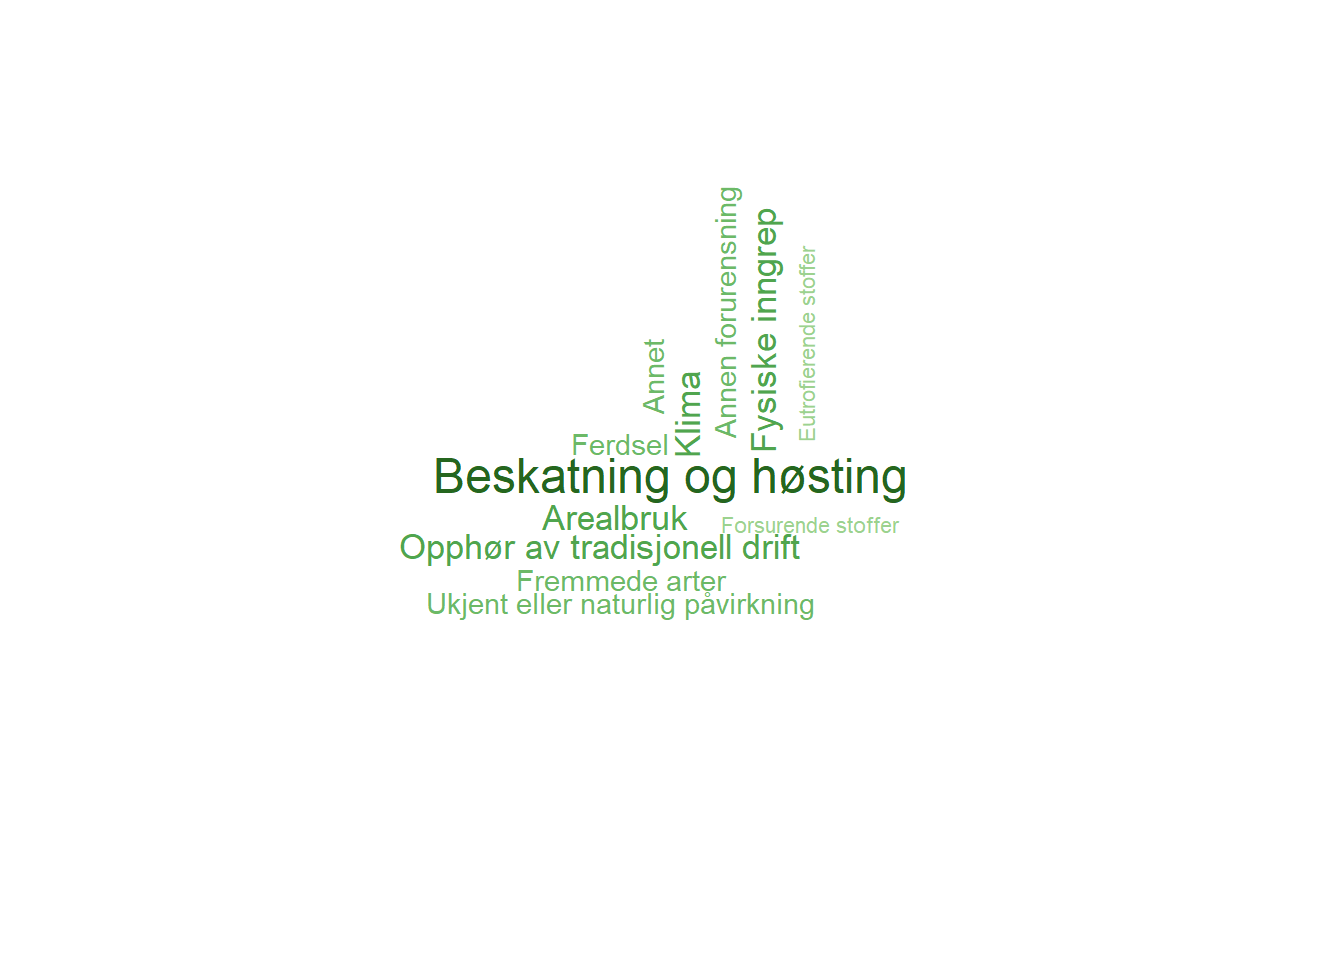 Annen forurensning
Fysiske inngrep
Eutrofierende stoffer
Annet
Klima
Ferdsel
Beskatning og høsting
Arealbruk
Forsurende stoffer
Opphør av tradisjonell drift
Fremmede arter
Ukjent eller naturlig påvirkning